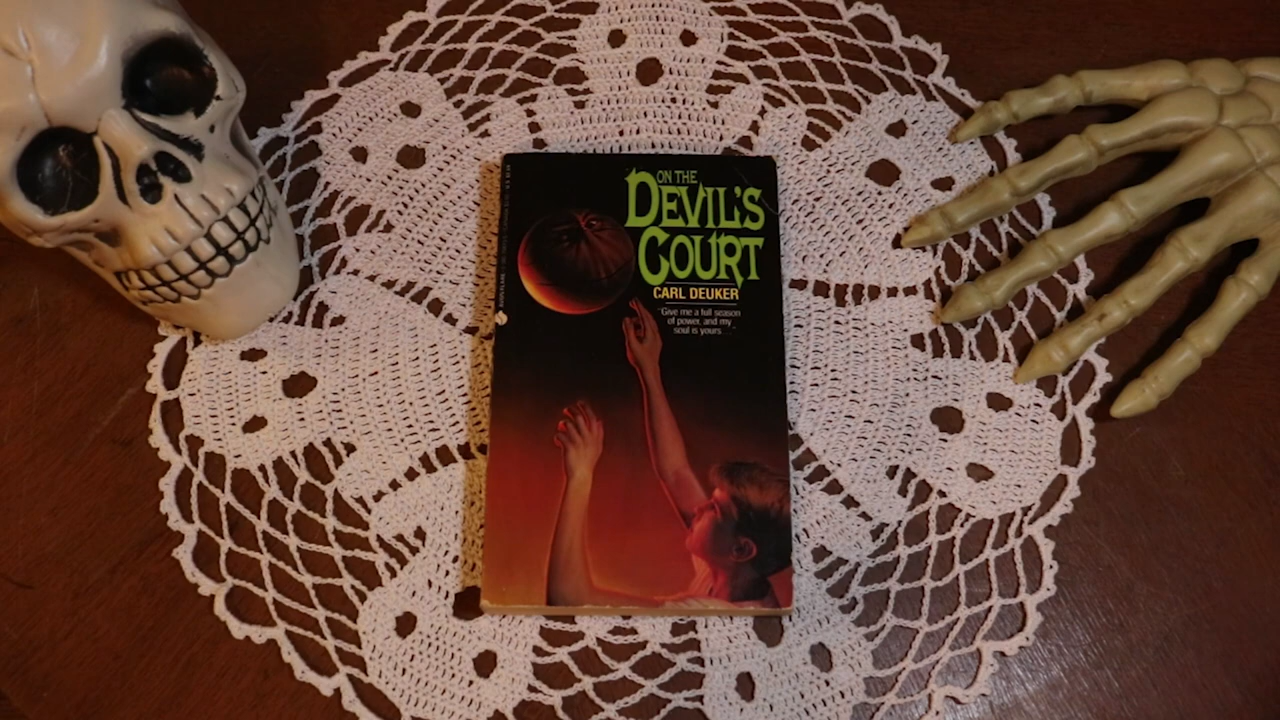 ON THE
DEVIL'S
COURT
CARL DEUKER
"Give me a full season
of power, and my
soul is yours...."